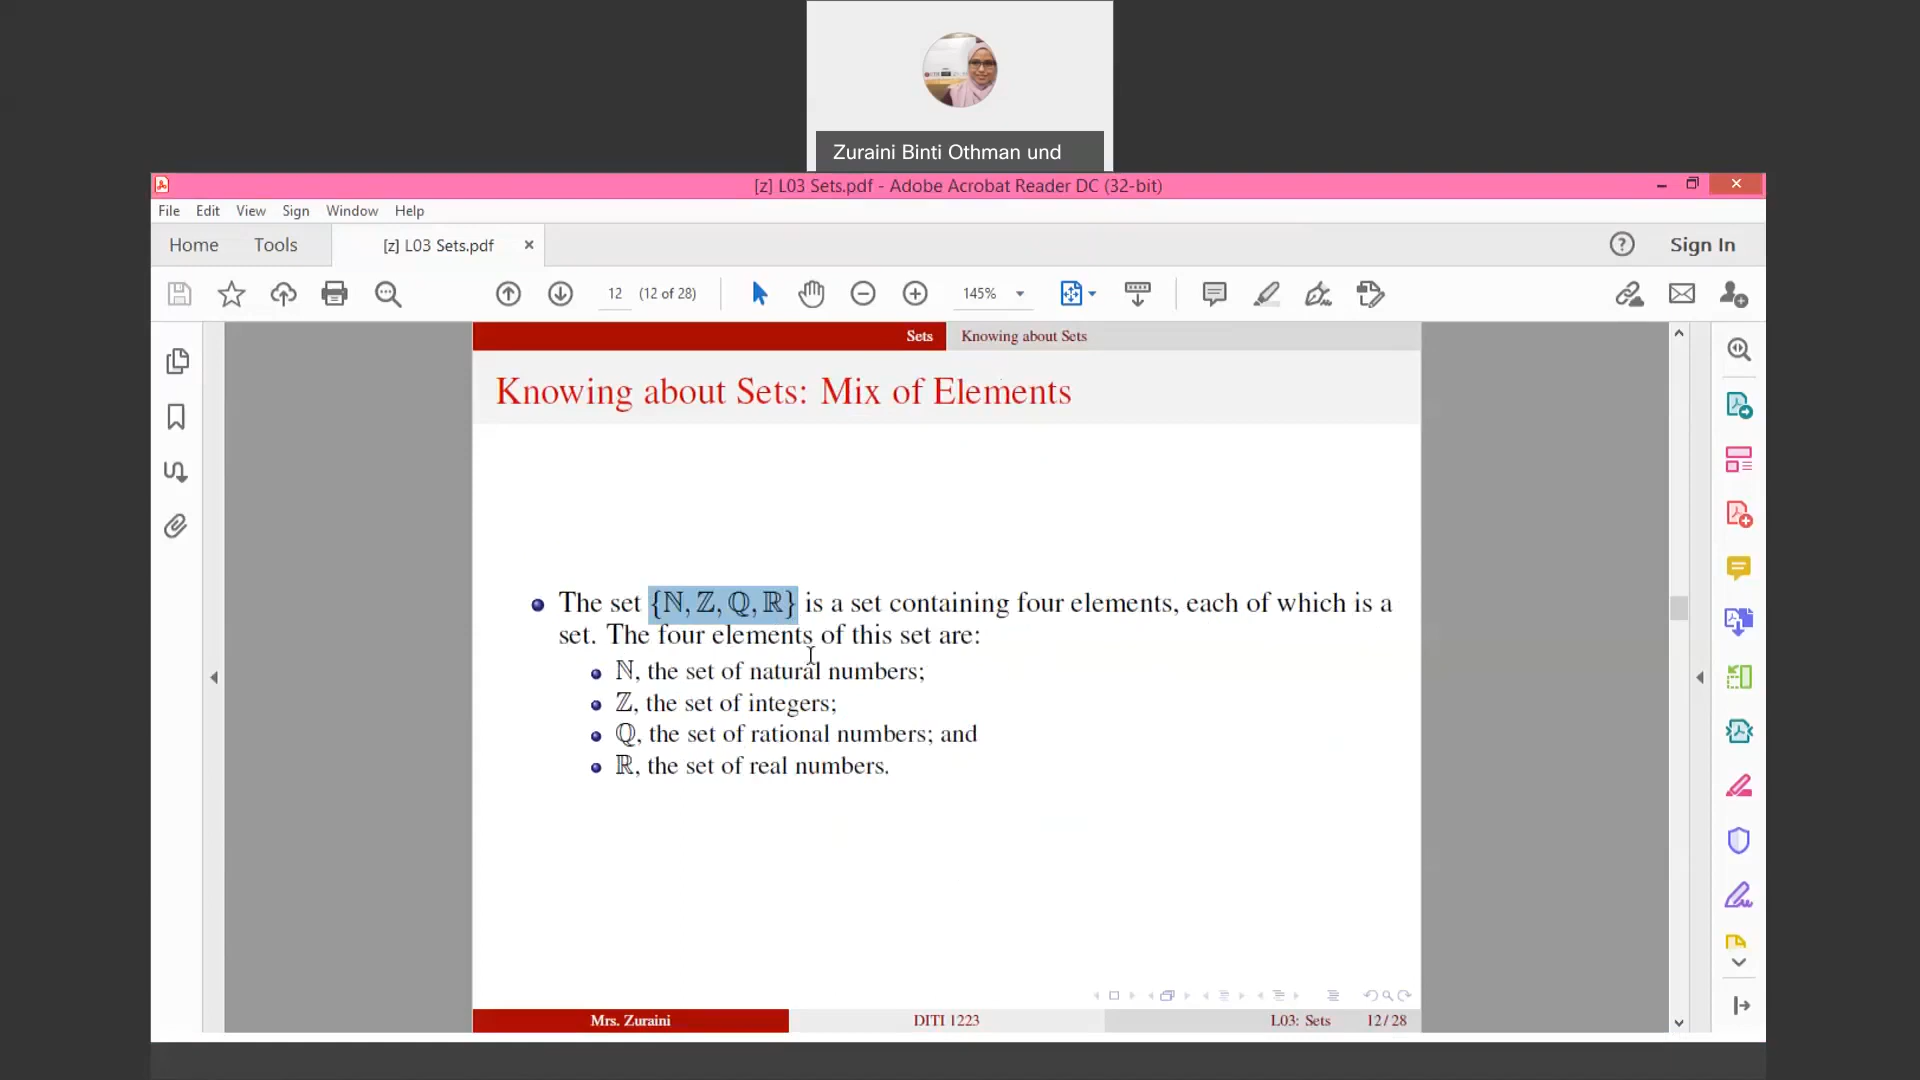 Zuraini Binti Othman und
[z] L03 Sets.pdf - Adobe Acrobat Reader DC (32-bit)
File Edit View Sign Window Help
Home Tools [z] L03 Sets.pdf × ? Sign In
12 (12 of 28) 145%
Sets Knowing about Sets
Knowing about Sets: Mix of Elements
The set {ℕ, ℤ, ℚ, ℝ} is a set containing four elements, each of which is a
set. The four elements of this set are:
ℕ, the set of natural numbers;
ℤ, the set of integers;
ℚ, the set of rational numbers; and
ℝ, the set of real numbers.
Mrs. Zuraini DITI 1223 L03: Sets 12/28